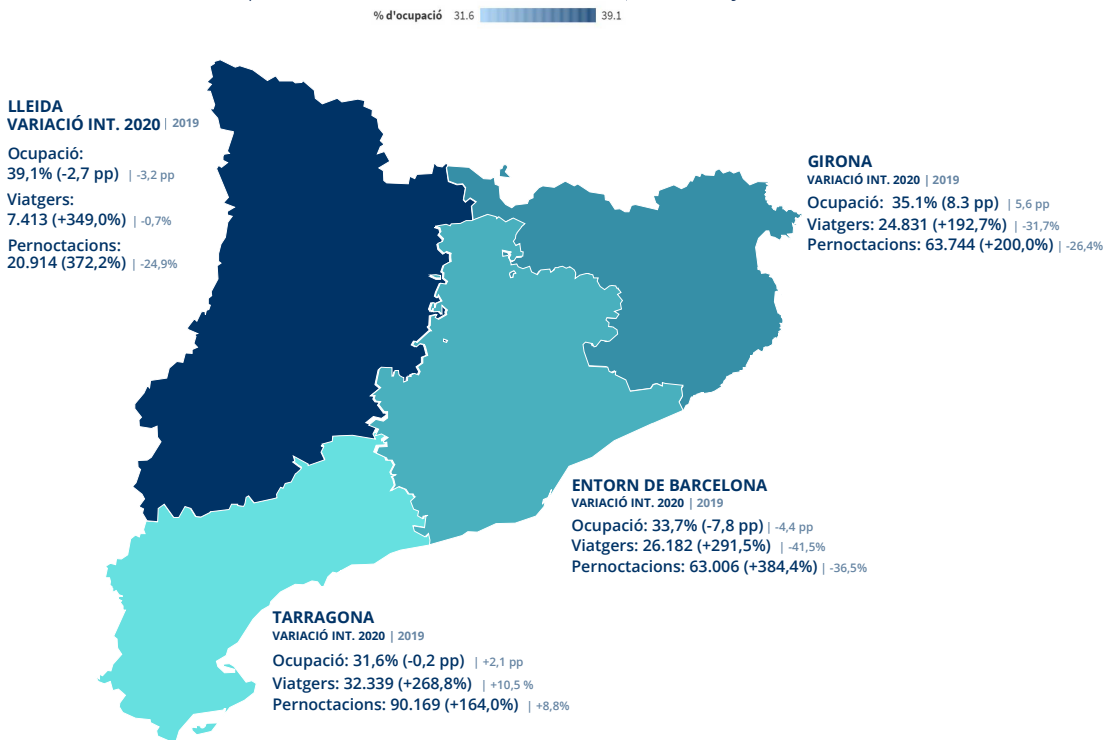 % d'ocupació 31.6 39.1
LLEIDA
VARIACIÓ INT. 2020 | 2019
Ocupació:
39,1% (-2,7 pp) | -3,2 pp
Viatgers:
7.413 (+349,0%) | -0,7%
Pernoctacions:
20.914 (372,2%) | -24,9%
GIRONA
VARIACIÓ INT. 2020 | 2019
Ocupació: 35.1% (8.3 pp) | 5,6 pp
Viatgers: 24.831 (+192,7%) | -31,7%
Pernoctacions: 63.744 (+200,0%) | -26,4%
ENTORN DE BARCELONA
VARIACIÓ INT. 2020 | 2019
Ocupació: 33,7% (-7,8 pp) | -4,4 pp
Viatgers: 26.182 (+291,5%) | -41,5%
Pernoctacions: 63.006 (+384,4%) | -36,5%
TARRAGONA
VARIACIÓ INT. 2020 | 2019
Ocupació: 31,6% (-0,2 pp) | +2,1 pp
Viatgers: 32.339 (+268,8%) | +10,5 %
Pernoctacions: 90.169 (+164,0%) | +8,8%